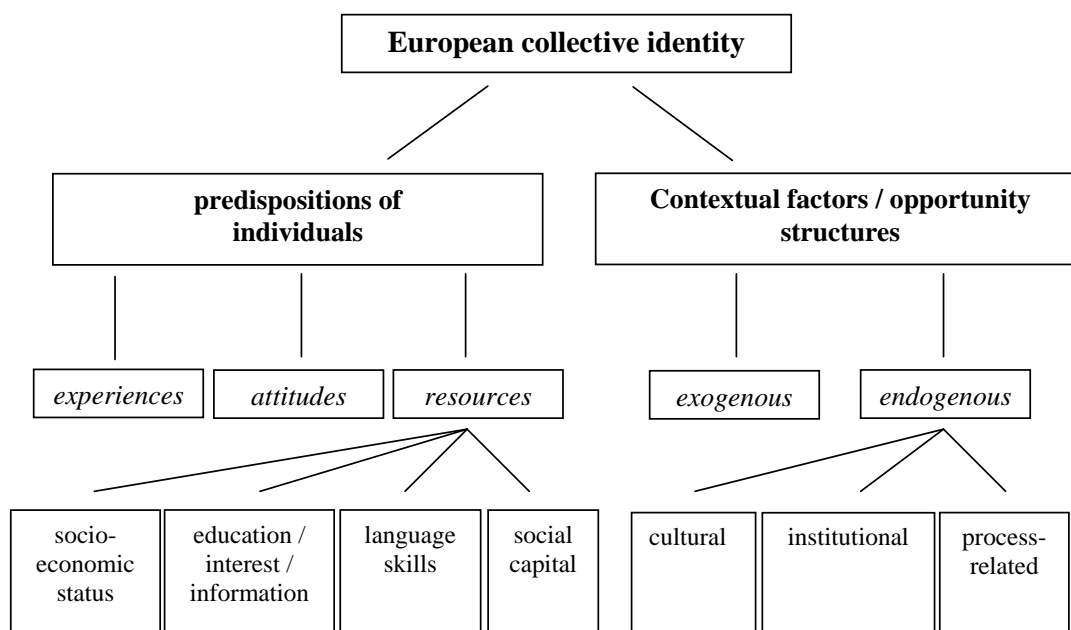 European collective identity
predispositions of
individuals
Contextual factors / opportunity
structures
experiences
attitudes
resources
exogenous
endogenous
socio-
economic
status
education /
interest /
information
language
skills
social
capital
cultural
institutional
process-
related